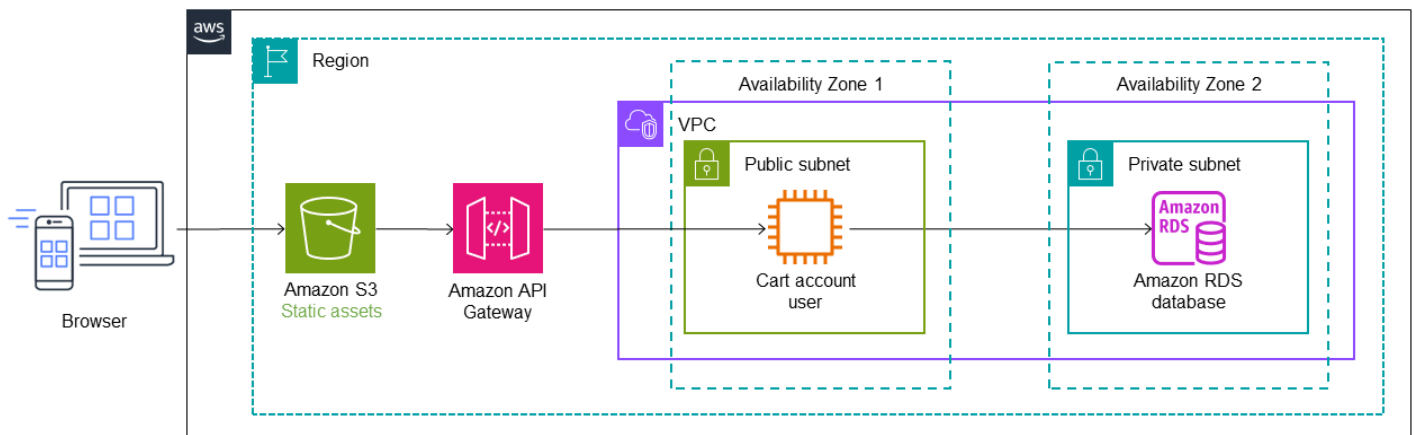 aws
Region
Availability Zone 1
Availability Zone 2
VPC
Public subnet
Private subnet
Amazon
RDS
</>
Amazon S3
Static assets
Amazon API
Gateway
Cart account
user
Amazon RDS
database
Browser